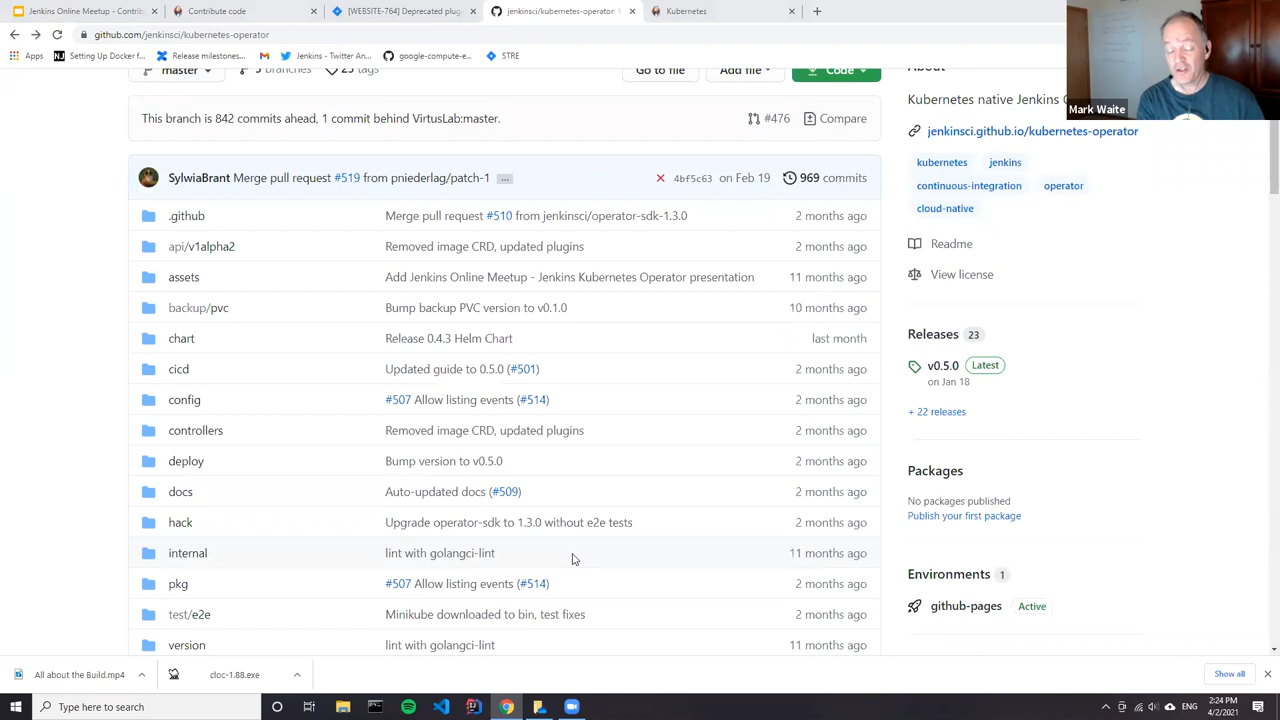 Jenkins Online Meetup - Contrib
Contribute code
[WEBSITE-764] Deprecated plug
jenkinsci/kubernetes-operator:
Kubernetes
github.com/jenkinsci/kubernetes-operator
Apps
Setting Up Docker f...
Release milestones...
Jenkins - Twitter An...
google-compute-e...
STRE
Mark Waite
master
5 branches
23 tags
Go to file
Add file
Code
About
This branch is 842 commits ahead, 1 commit behind VirtusLab:master.
#476
Compare
Kubernetes native Jenkins
jenkinsci.github.io/kubernetes-operator
kubernetes
jenkins
continuous-integration
operator
cloud-native
Readme
View license
SylwiaBrant Merge pull request #519 from pniederlag/patch-1 ...
4bf5c63 on Feb 19
969 commits
.github Merge pull request #510 from jenkinsci/operator-sdk-1.3.0 2 months ago
api/v1alpha2 Removed image CRD, updated plugins 2 months ago
assets Add Jenkins Online Meetup - Jenkins Kubernetes Operator presentation 11 months ago
backup/pvc Bump backup PVC version to v0.1.0 10 months ago
chart Release 0.4.3 Helm Chart last month
cicd Updated guide to 0.5.0 (#501) 2 months ago
config #507 Allow listing events (#514) 2 months ago
controllers Removed image CRD, updated plugins 2 months ago
deploy Bump version to v0.5.0 2 months ago
docs Auto-updated docs (#509) 2 months ago
hack Upgrade operator-sdk to 1.3.0 without e2e tests 2 months ago
internal lint with golangci-lint 11 months ago
pkg #507 Allow listing events (#514) 2 months ago
test/e2e Minikube downloaded to bin, test fixes 2 months ago
version lint with golangci-lint 11 months ago
Releases 23
v0.5.0 Latest
on Jan 18
+ 22 releases
Packages
No packages published
Publish your first package
Environments 1
github-pages Active
All about the Build.mp4
cloc-1.88.exe
Show all
Type here to search
ENG
2:24 PM
4/2/2021